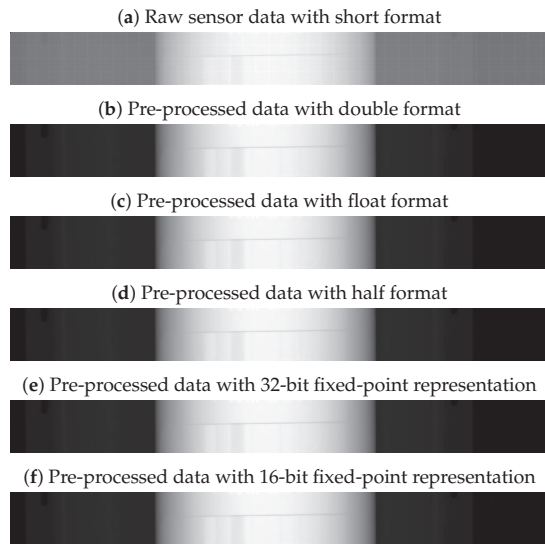 (a) Raw sensor data with short format
(b) Pre-processed data with double format
(c) Pre-processed data with float format
(d) Pre-processed data with half format
(e) Pre-processed data with 32-bit fixed-point representation
(f) Pre-processed data with 16-bit fixed-point representation